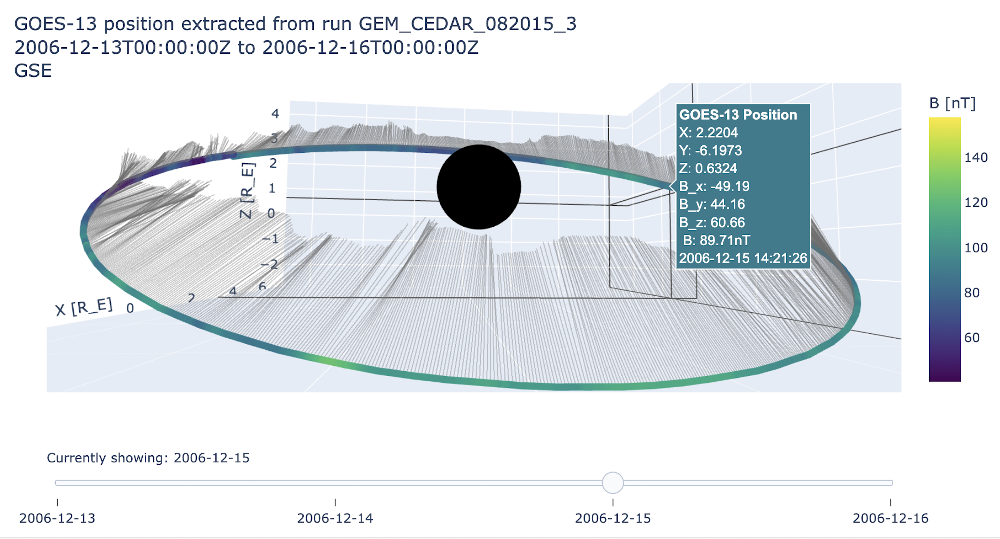 GOES-13 position extracted from run GEM_CEDAR_082015_3
2006-12-13T00:00:00Z to 2006-12-16T00:00:00Z
GSE
B [nT]
140
120
100
80
60
4
3
2
1
0
−1
−2
Z [R_E]
X [R_E]
0
2
4
6
GOES-13 Position
X: 2.2204
Y: -6.1973
Z: 0.6324
B_x: -49.19
B_y: 44.16
B_z: 60.66
B: 89.71nT
2006-12-15 14:21:26
Currently showing: 2006-12-15
2006-12-13
2006-12-14
2006-12-15
2006-12-16